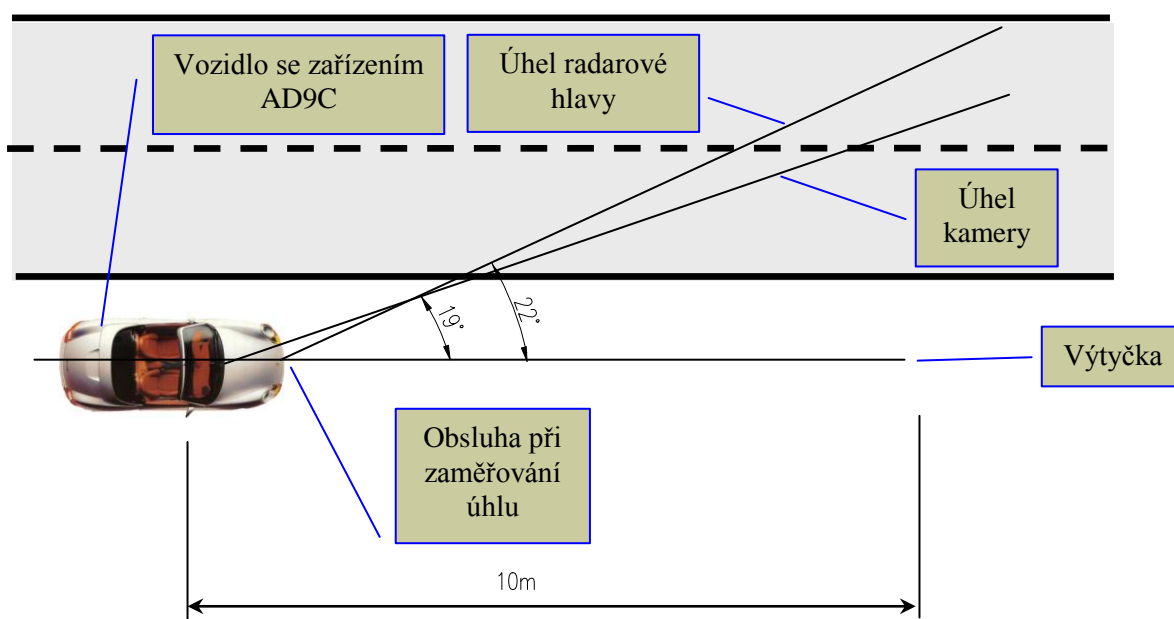 Vozidlo se zařízením
AD9C
Úhel radarové
hlavy
Úhel
kamery
19°
22°
Výtyčka
Obsluha při
zaměřování
úhlu
10m